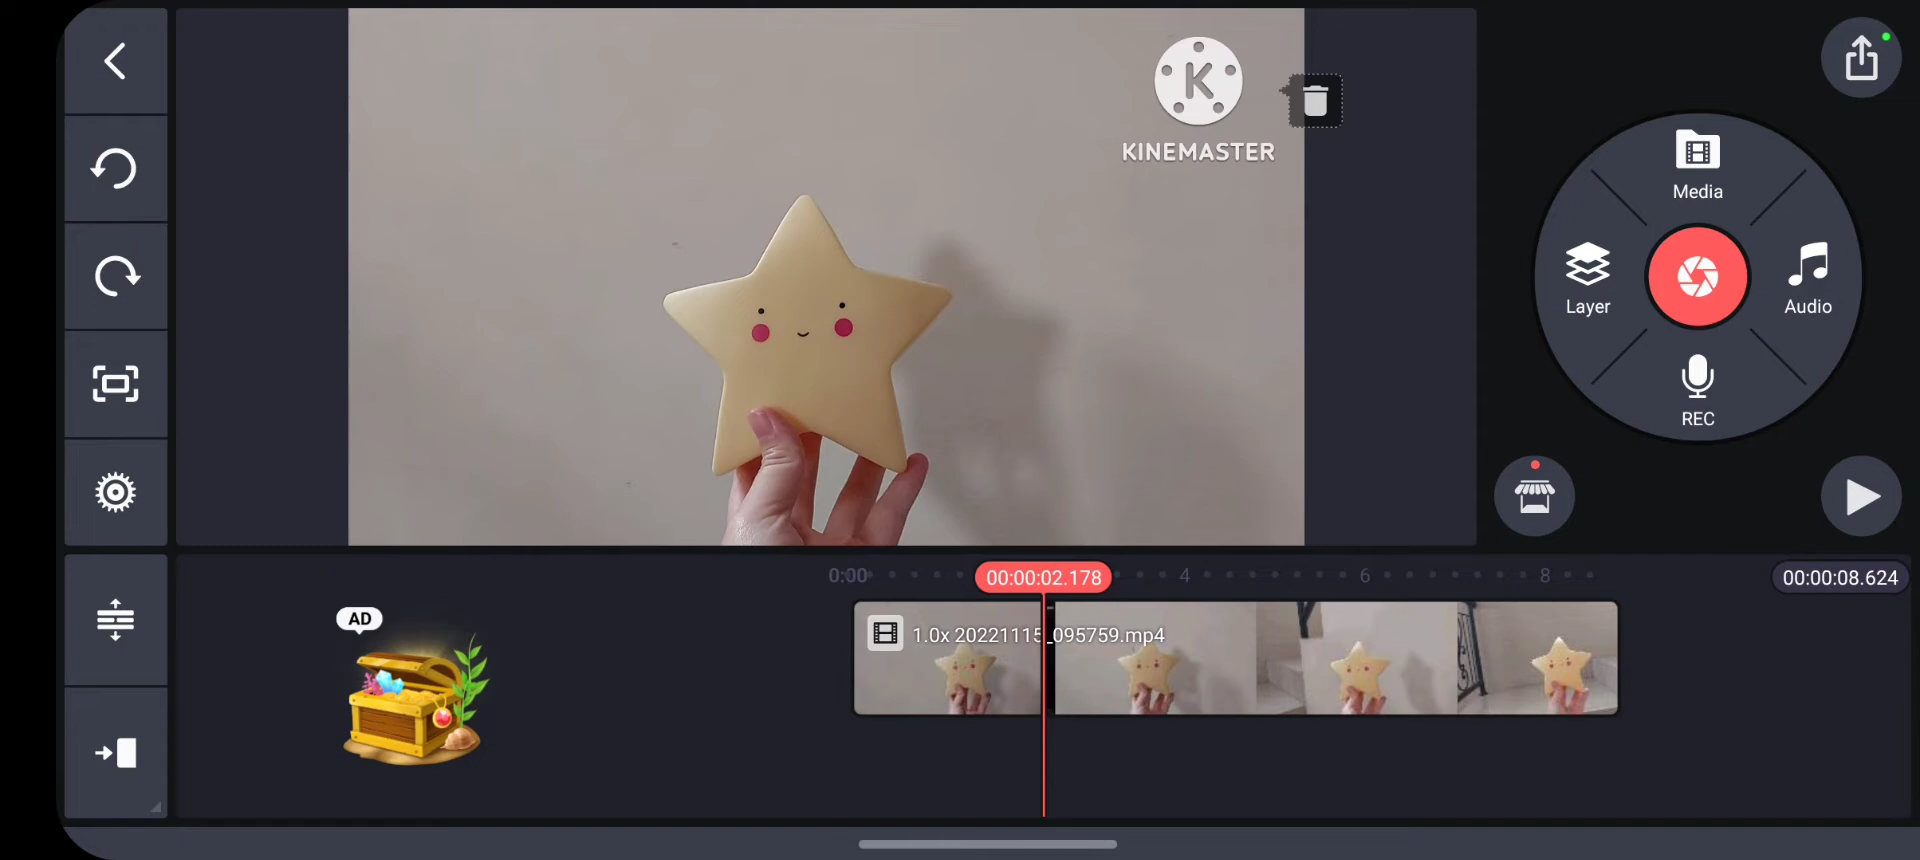 K
KINEMASTER
Media
Layer
Audio
REC
0:00
00:00:02.178
4
6
8
00:00:08.624
AD
1.0x 20221115_095759.mp4